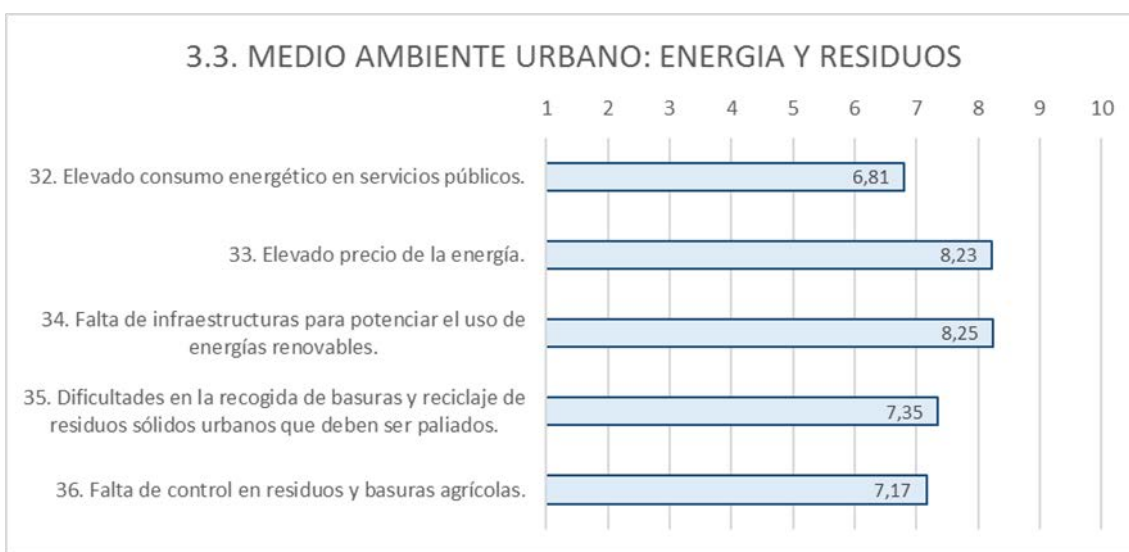 3.3. MEDIO AMBIENTE URBANO: ENERGIA Y RESIDUOS
1 2 3 4 5 6 7 8 9 10
32. Elevado consumo energético en servicios públicos.
6,81
33. Elevado precio de la energía.
8,23
34. Falta de infraestructuras para potenciar el uso de
energías renovables.
8,25
35. Dificultades en la recogida de basuras y reciclaje de
residuos sólidos urbanos que deben ser paliados.
7,35
36. Falta de control en residuos y basuras agrícolas.
7,17